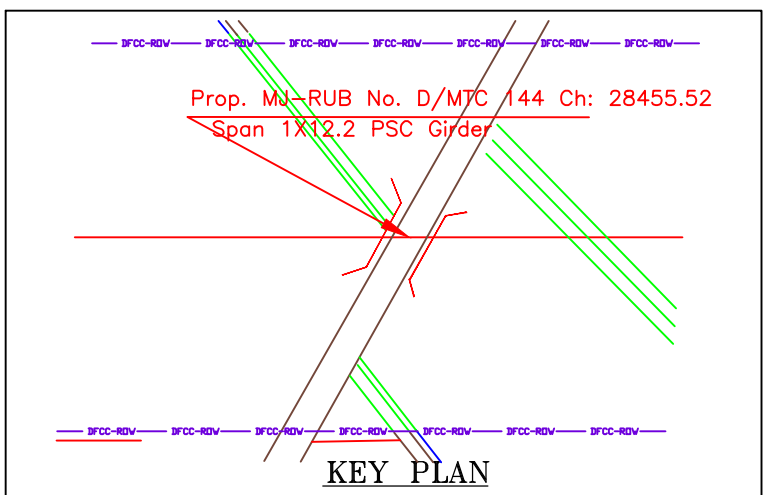 DFCC-ROW DFCC-ROW DFCC-ROW DFCC-ROW DFCC-ROW DFCC-ROW DFCC-ROW
Prop. MJ-RUB No. D/MTC 144 Ch: 28455.52
Span 1X12.2 PSC Girder
DFCC-ROW DFCC-ROW DFCC-ROW DFCC-ROW DFCC-ROW DFCC-ROW DFCC-ROW
KEY PLAN